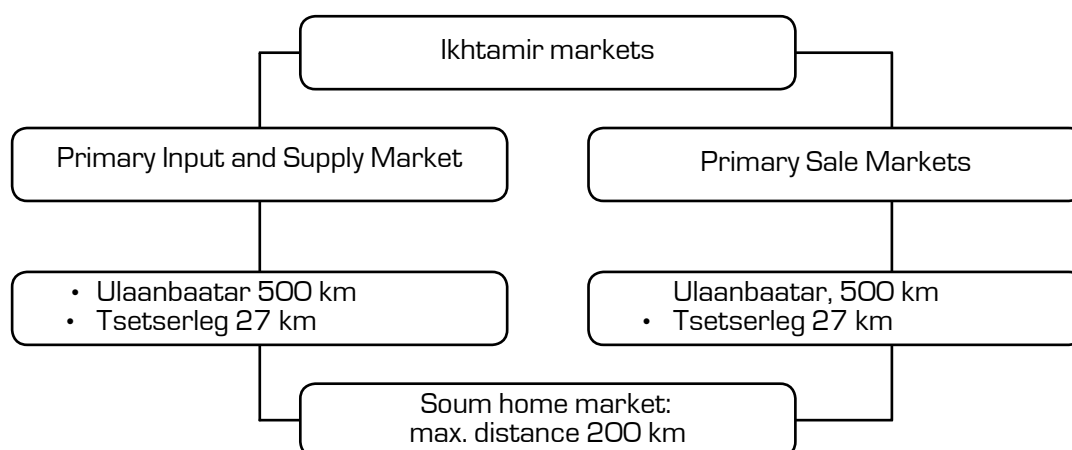 Ikhtamir markets
Primary Input and Supply Market
Primary Sale Markets
• Ulaanbaatar 500 km
• Tsetserleg 27 km
Ulaanbaatar, 500 km
• Tsetserleg 27 km
Soum home market:
max. distance 200 km